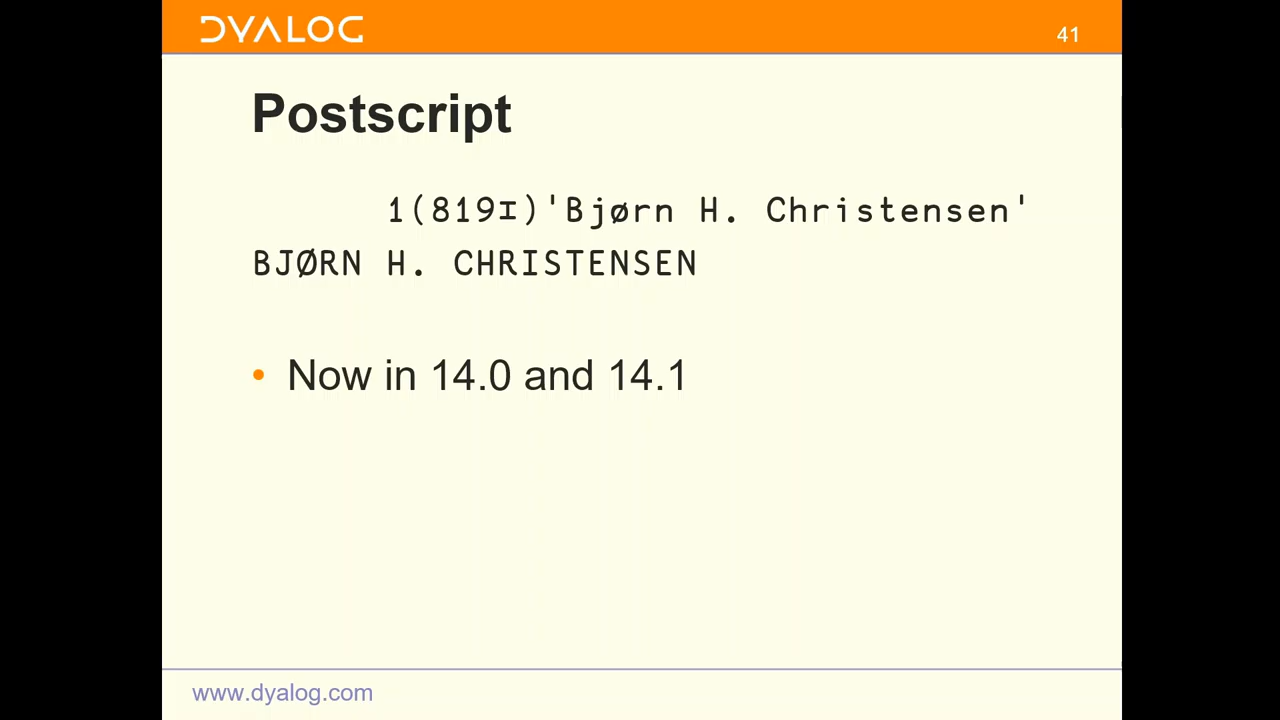 DYALOG
41
Postscript
1(819⌶)'Bjørn H. Christensen'
BJØRN H. CHRISTENSEN
• Now in 14.0 and 14.1
www.dyalog.com